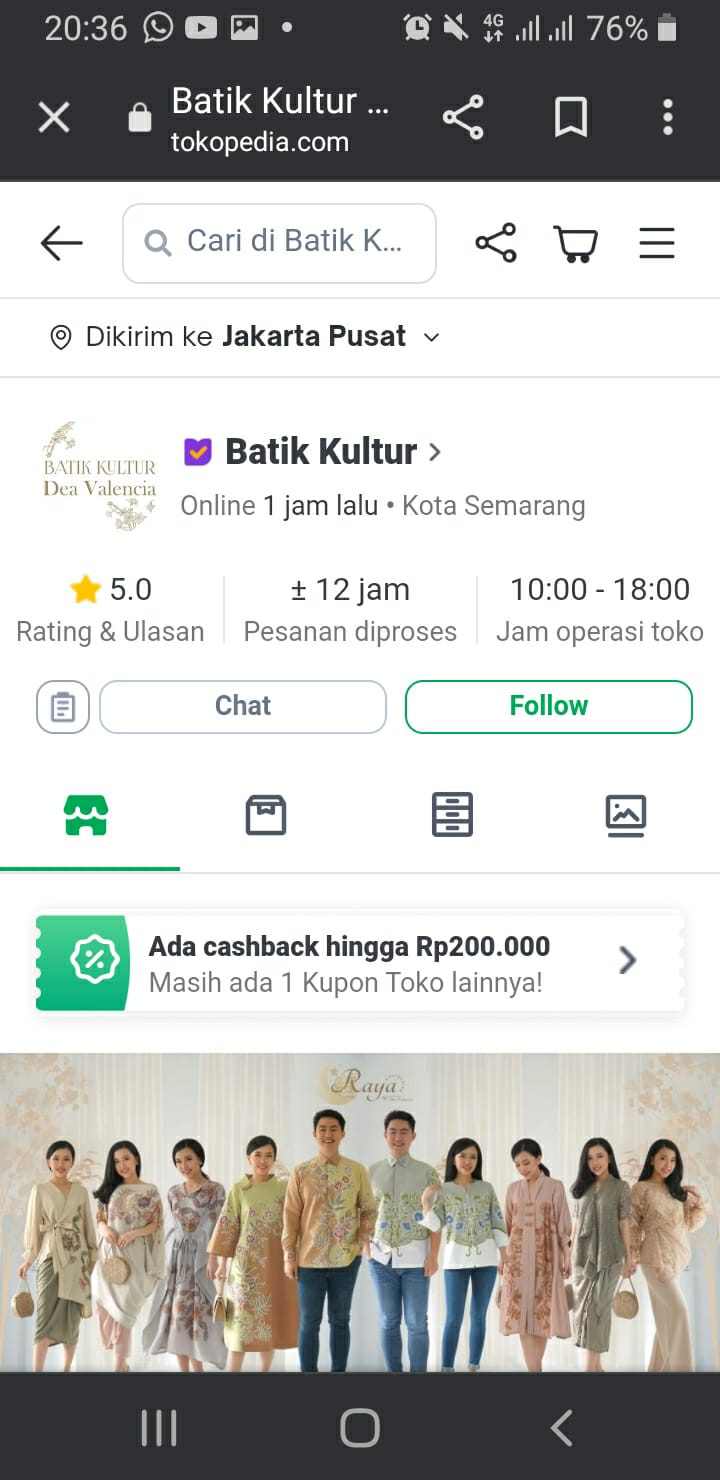 20:36
4G
76%
Batik Kultur ...
tokopedia.com
Cari di Batik K...
Dikirim ke Jakarta Pusat
BATIK KULTUR
Dea Valencia
Batik Kultur
Online 1 jam lalu • Kota Semarang
5.0
± 12 jam
10:00 - 18:00
Rating & Ulasan
Pesanan diproses
Jam operasi toko
Chat
Follow
Ada cashback hingga Rp200.000
Masih ada 1 Kupon Toko lainnya!
Raya